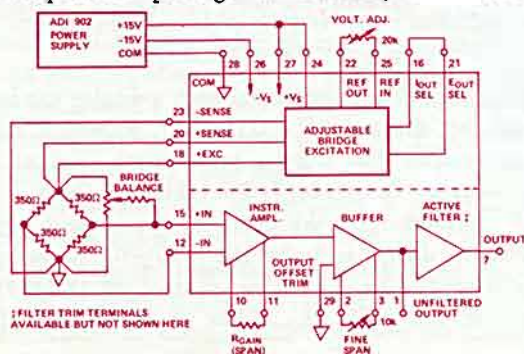 ADI 902
POWER
SUPPLY
+15V
-15V
COM
VOLT. ADJ.
20k
28 26 27 24 22 25 16 21
COM
-Vs
+Vs
REF
OUT
REF
IN
IOUT
SEL
EOUT
SEL
23 -SENSE
20 +SENSE
18 +EXC
ADJUSTABLE
BRIDGE
EXCITATION
BRIDGE
BALANCE
350Ω
350Ω
350Ω
350Ω
15 +IN
12 -IN
INSTR.
AMPL.
BUFFER
ACTIVE
FILTER ‡
OUTPUT
7
OUTPUT
OFFSET
TRIM
10 11 29 2 3 1
UNFILTERED
OUTPUT
‡FILTER TRIM TERMINALS
AVAILABLE BUT NOT SHOWN HERE
RGAIN
(SPAN)
FINE
SPAN
10k